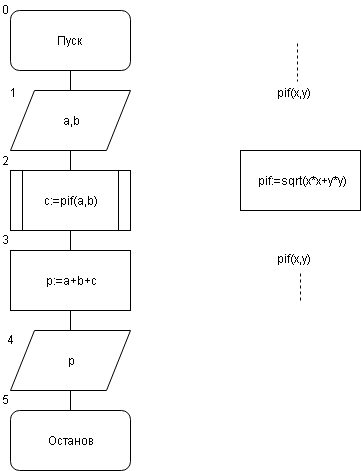 0
Пуск
1
a,b
2
c:=pif(a,b)
3
p:=a+b+c
4
p
5
Останов
pif(x,y)
pif:=sqrt(x*x+y*y)
pif(x,y)